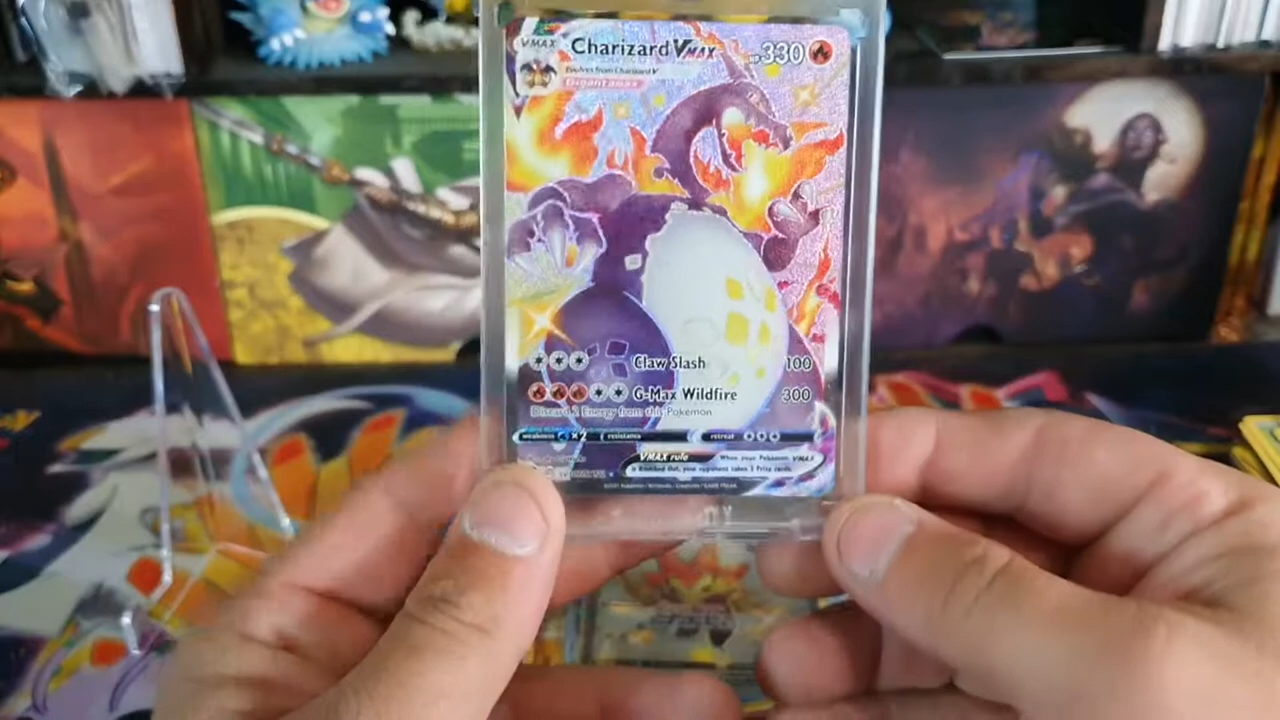 VMAX Charizard VMAX HP 330
Evolves from Charizard V
Gigantamax
Claw Slash 100
G-Max Wildfire 300
Discard 2 Energy from this Pokémon.
weakness ×2 resistance retreat
VMAX rule When your Pokémon VMAX
is Knocked Out, your opponent takes 3 Prize cards.
©2021 Pokémon / Nintendo / Creatures / GAME FREAK